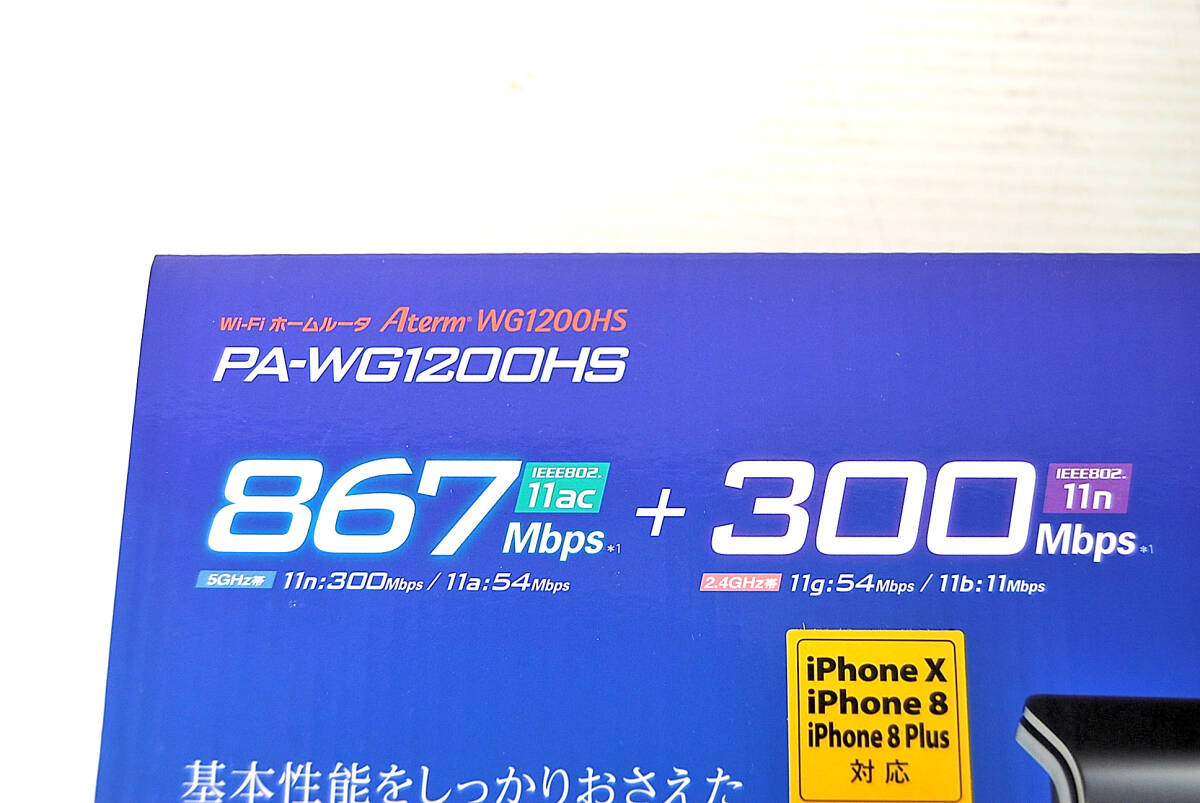 Wi-Fi ホームルータ Aterm® WG1200HS
PA-WG1200HS
867 Mbps *1 IEEE802. 11ac + 300 Mbps *1 IEEE802. 11n
5GHz帯 11n:300Mbps / 11a:54Mbps
2.4GHz帯 11g:54Mbps / 11b:11Mbps
iPhone X
iPhone 8
iPhone 8 Plus
対応
基本性能をしっかりおさえた